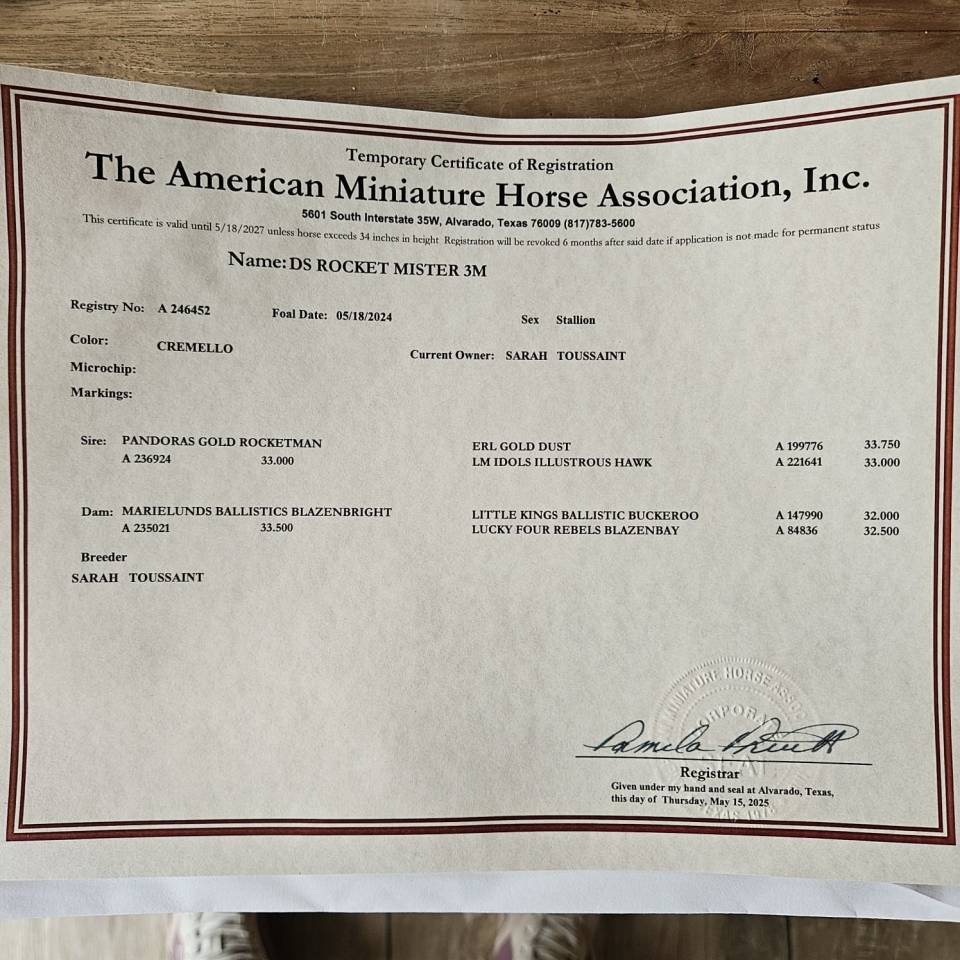 Temporary Certificate of Registration
The American Miniature Horse Association, Inc.
5601 South Interstate 35W, Alvarado, Texas 76009 (817)783-5600
This certificate is valid until 5/18/2027 unless horse exceeds 34 inches in height Registration will be revoked 6 months after said date if application is not made for permanent status
Name: DS ROCKET MISTER 3M
Registry No: A 246452 Foal Date: 05/18/2024 Sex Stallion
Color: CREMELLO Current Owner: SARAH TOUSSAINT
Microchip:
Markings:
Sire: PANDORAS GOLD ROCKETMAN ERL GOLD DUST A 199776 33.750
A 236924 33.000 LM IDOLS ILLUSTROUS HAWK A 221641 33.000
Dam: MARIELUNDS BALLISTICS BLAZENBRIGHT LITTLE KINGS BALLISTIC BUCKEROO A 147990 32.000
A 235021 33.500 LUCKY FOUR REBELS BLAZENBAY A 84836 32.500
Breeder
SARAH TOUSSAINT
MINIATURE HORSE ASSOC
Pamela
Registrar
SEAL
Given under my hand and seal at Alvarado, Texas,
this day of Thursday, May 15, 2025
TEXAS 1978